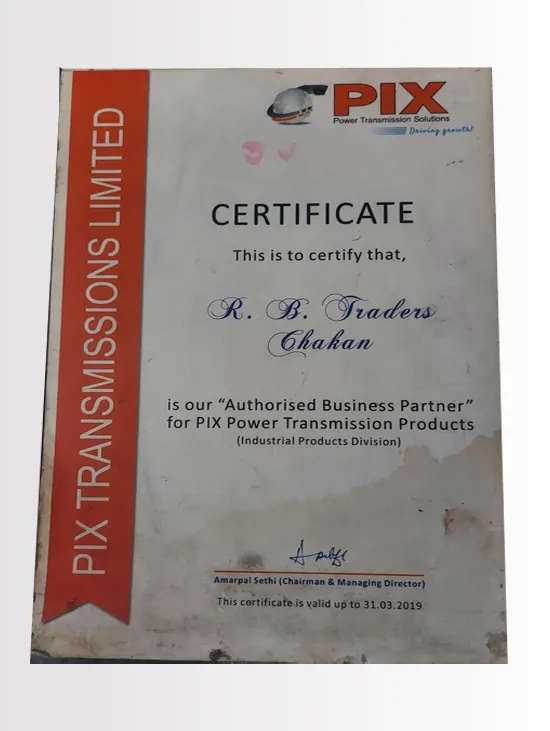 PIX TRANSMISSIONS LIMITED
PIX
Power Transmission Solutions
Driving growth!
CERTIFICATE
This is to certify that,
R. B. Traders
Chakan
is our “Authorised Business Partner”
for PIX Power Transmission Products
(Industrial Products Division)
Amarpal Sethi (Chairman & Managing Director)
This certificate is valid up to 31.03.2019